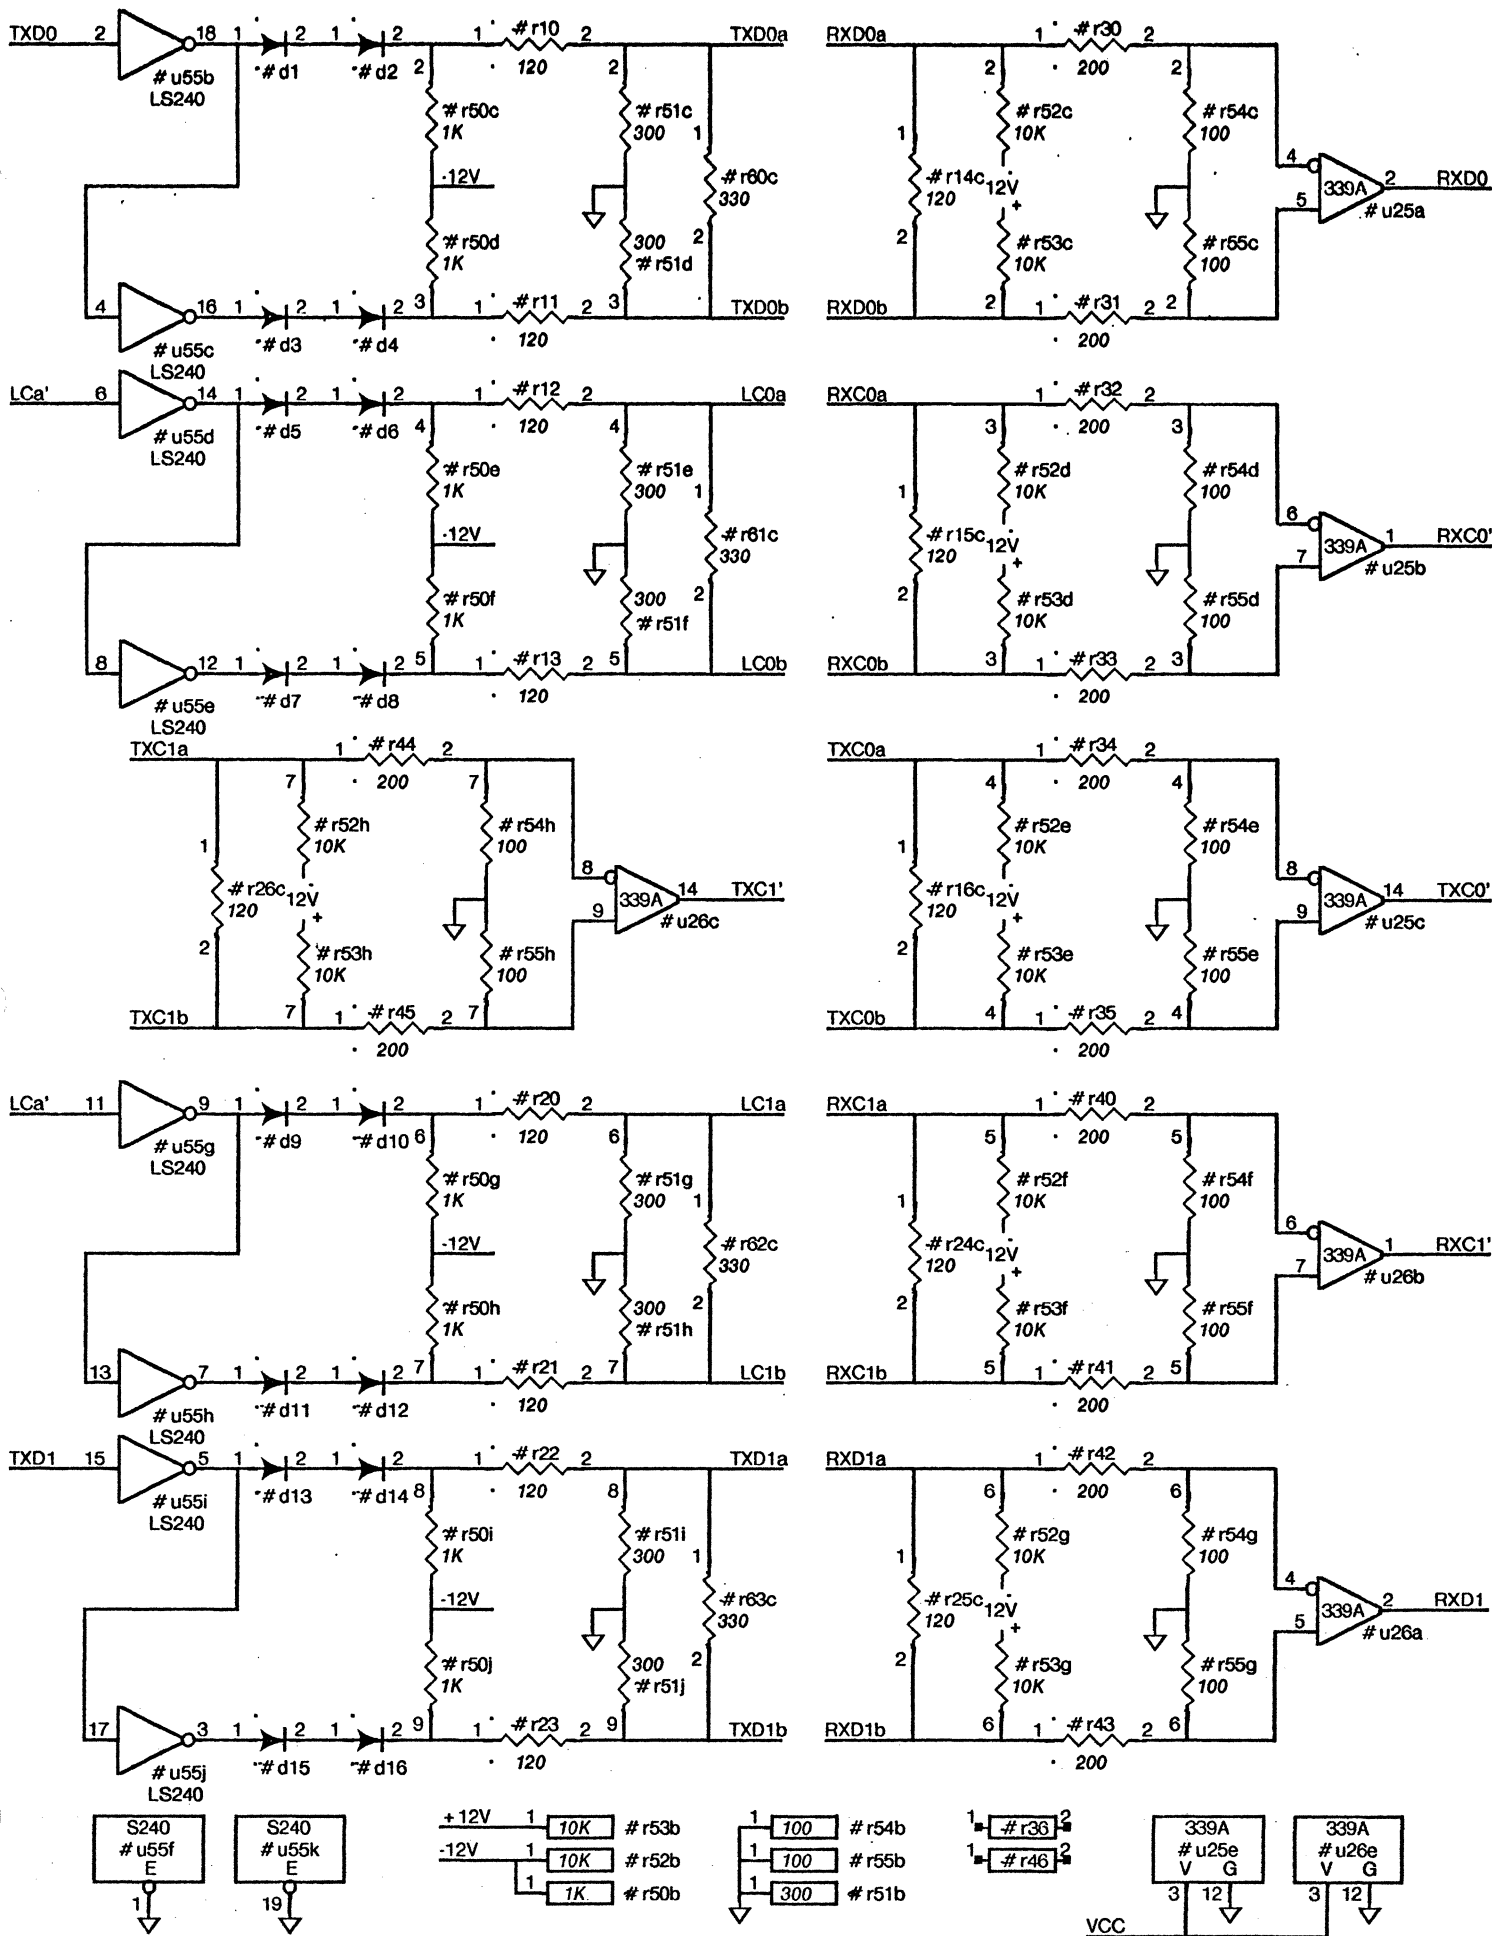 TXD0 2 18 1 2 1 2 1 # r10 2 TXD0a
# u55b LS240 # d1 # d2 120
2 # r50c 1K 2 # r51c 300 1 # r60c 330 2
-12V
# r50d 1K 300 # r51d
4 16 1 2 1 2 3 1 # r11 2 3 TXD0b
# u55c LS240 # d3 # d4 120
RXD0a 1 # r30 2
200
2 # r52c 10K 2 # r54c 100
1 # r14c 120 2 12V - +
# r53c 10K # r55c 100
4 5 339A 2 RXD0
# u25a
RXD0b 2 1 # r31 2 2
200
LCa' 6 14 1 2 1 2 1 # r12 2 LC0a
# u55d LS240 # d5 # d6 120
4 # r50e 1K 4 # r51e 300 1 # r61c 330 2
-12V
# r50f 1K 300 # r51f
8 12 1 2 1 2 5 1 # r13 2 5 LC0b
# u55e LS240 # d7 # d8 120
RXC0a 1 # r32 2
200
3 # r52d 10K 3 # r54d 100
1 # r15c 120 2 12V - +
# r53d 10K # r55d 100
6 7 339A 1 RXC0'
# u25b
RXC0b 3 1 # r33 2 3
200
TXC1a 1 # r44 2
200
7 # r52h 10K 7 # r54h 100
1 # r26c 120 2 12V - +
# r53h 10K # r55h 100
8 9 339A 14 TXC1'
# u26c
TXC1b 7 1 # r45 2 7
200
TXC0a 1 # r34 2
200
4 # r52e 10K 4 # r54e 100
1 # r16c 120 2 12V - +
# r53e 10K # r55e 100
8 9 339A 14 TXC0'
# u25c
TXC0b 4 1 # r35 2 4
200
LCa' 11 9 1 2 1 2 1 # r20 2 LC1a
# u55g LS240 # d9 # d10 120
6 # r50g 1K 6 # r51g 300 1 # r62c 330 2
-12V
# r50h 1K 300 # r51h
13 7 1 2 1 2 7 1 # r21 2 7 LC1b
# u55h LS240 # d11 # d12 120
RXC1a 1 # r40 2
200
5 # r52f 10K 5 # r54f 100
1 # r24c 120 2 12V - +
# r53f 10K # r55f 100
6 7 339A 1 RXC1'
# u26b
RXC1b 5 1 # r41 2 5
200
TXD1 15 5 1 2 1 2 1 # r22 2 TXD1a
# u55i LS240 # d13 # d14 120
8 # r50i 1K 8 # r51i 300 1 # r63c 330 2
-12V
# r50j 1K 300 # r51j
17 3 1 2 1 2 9 1 # r23 2 9 TXD1b
# u55j LS240 # d15 # d16 120
RXD1a 1 # r42 2
200
6 # r52g 10K 6 # r54g 100
1 # r25c 120 2 12V - +
# r53g 10K # r55g 100
4 5 339A 2 RXD1
# u26a
RXD1b 6 1 # r43 2 6
200
S240 # u55f E 1
S240 # u55k E 19
+12V 1 10K # r53b
-12V 1 10K # r52b
1 1K # r50b
1 100 # r54b
1 100 # r55b
1 300 # r51b
1 # r36 2
1 # r46 2
339A # u25e V G 3 12
339A # u26e V G 3 12
VCC